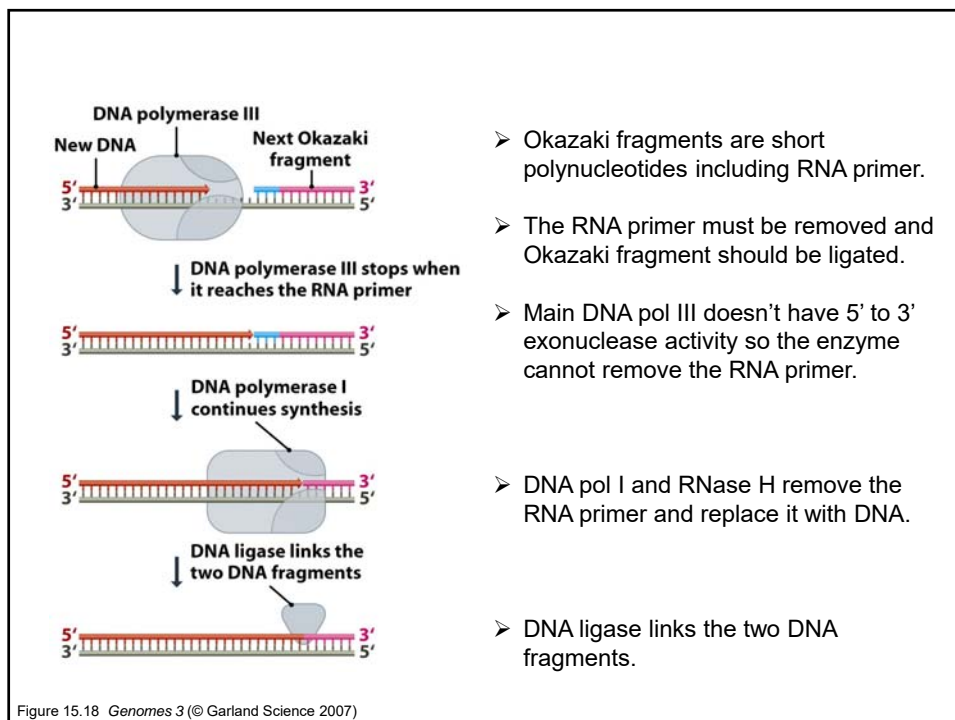 DNA polymerase III
New DNA
Next Okazaki
fragment
5′ 3′
3′ 5′
DNA polymerase III stops when
it reaches the RNA primer
5′ 3′
3′ 5′
DNA polymerase I
continues synthesis
5′ 3′
3′ 5′
DNA ligase links the
two DNA fragments
5′ 3′
3′ 5′
➢ Okazaki fragments are short
polynucleotides including RNA primer.
➢ The RNA primer must be removed and
Okazaki fragment should be ligated.
➢ Main DNA pol III doesn’t have 5’ to 3’
exonuclease activity so the enzyme
cannot remove the RNA primer.
➢ DNA pol I and RNase H remove the
RNA primer and replace it with DNA.
➢ DNA ligase links the two DNA
fragments.
Figure 15.18 Genomes 3 (© Garland Science 2007)